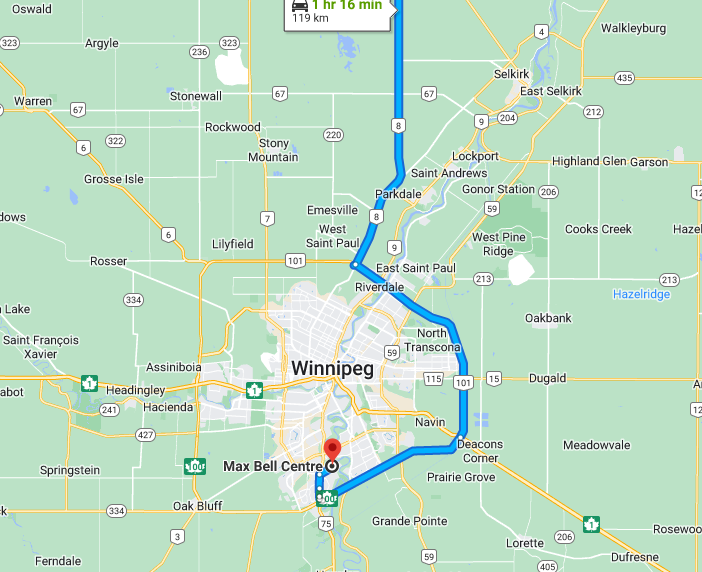 Oswald
1 hr 16 min
119 km
Walkleyburg
4
323
Argyle
236
323
Selkirk
435
Stonewall
67
67
East Selkirk
Warren
67
212
Rockwood
8
9
204
322
220
6
Stony
Mountain
Lockport
Highland Glen
Garson
Grosse Isle
Saint Andrews
Parkdale
Gonor Station
206
Emesville
8
59
dows
7
West
Saint Paul
Cooks Creek
Hazel
6
Lilyfield
9
West Pine
Ridge
Rosser
101
East Saint Paul
213
213
Riverdale
Hazelridge
334
n Lake
Oakbank
Saint François
Xavier
North
Transcona
59
Assiniboia
Winnipeg
115
101
15
Dugald
1
Headingley
1
abot
241
Hacienda
12
Navin
427
Deacons
Corner
Meadowvale
Springstein
100
Max Bell Centre
Prairie Grove
100
334
Oak Bluff
75
Grande Pointe
1
Rosewoo
3
206
Lorette
Ferndale
59
Dufresne
405